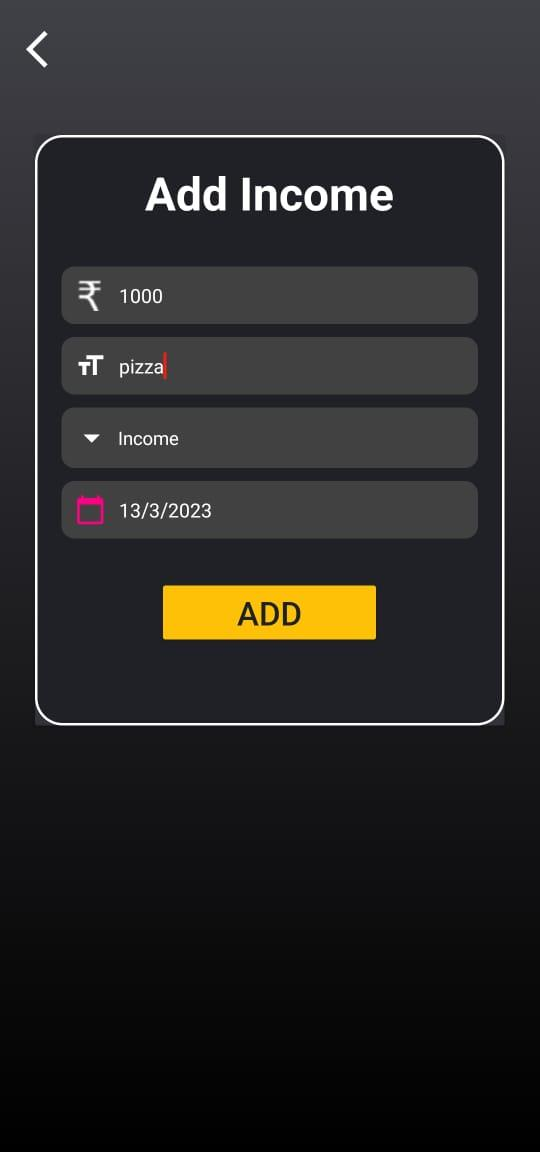 Add Income
₹ 1000
pizza
Income
13/3/2023
ADD